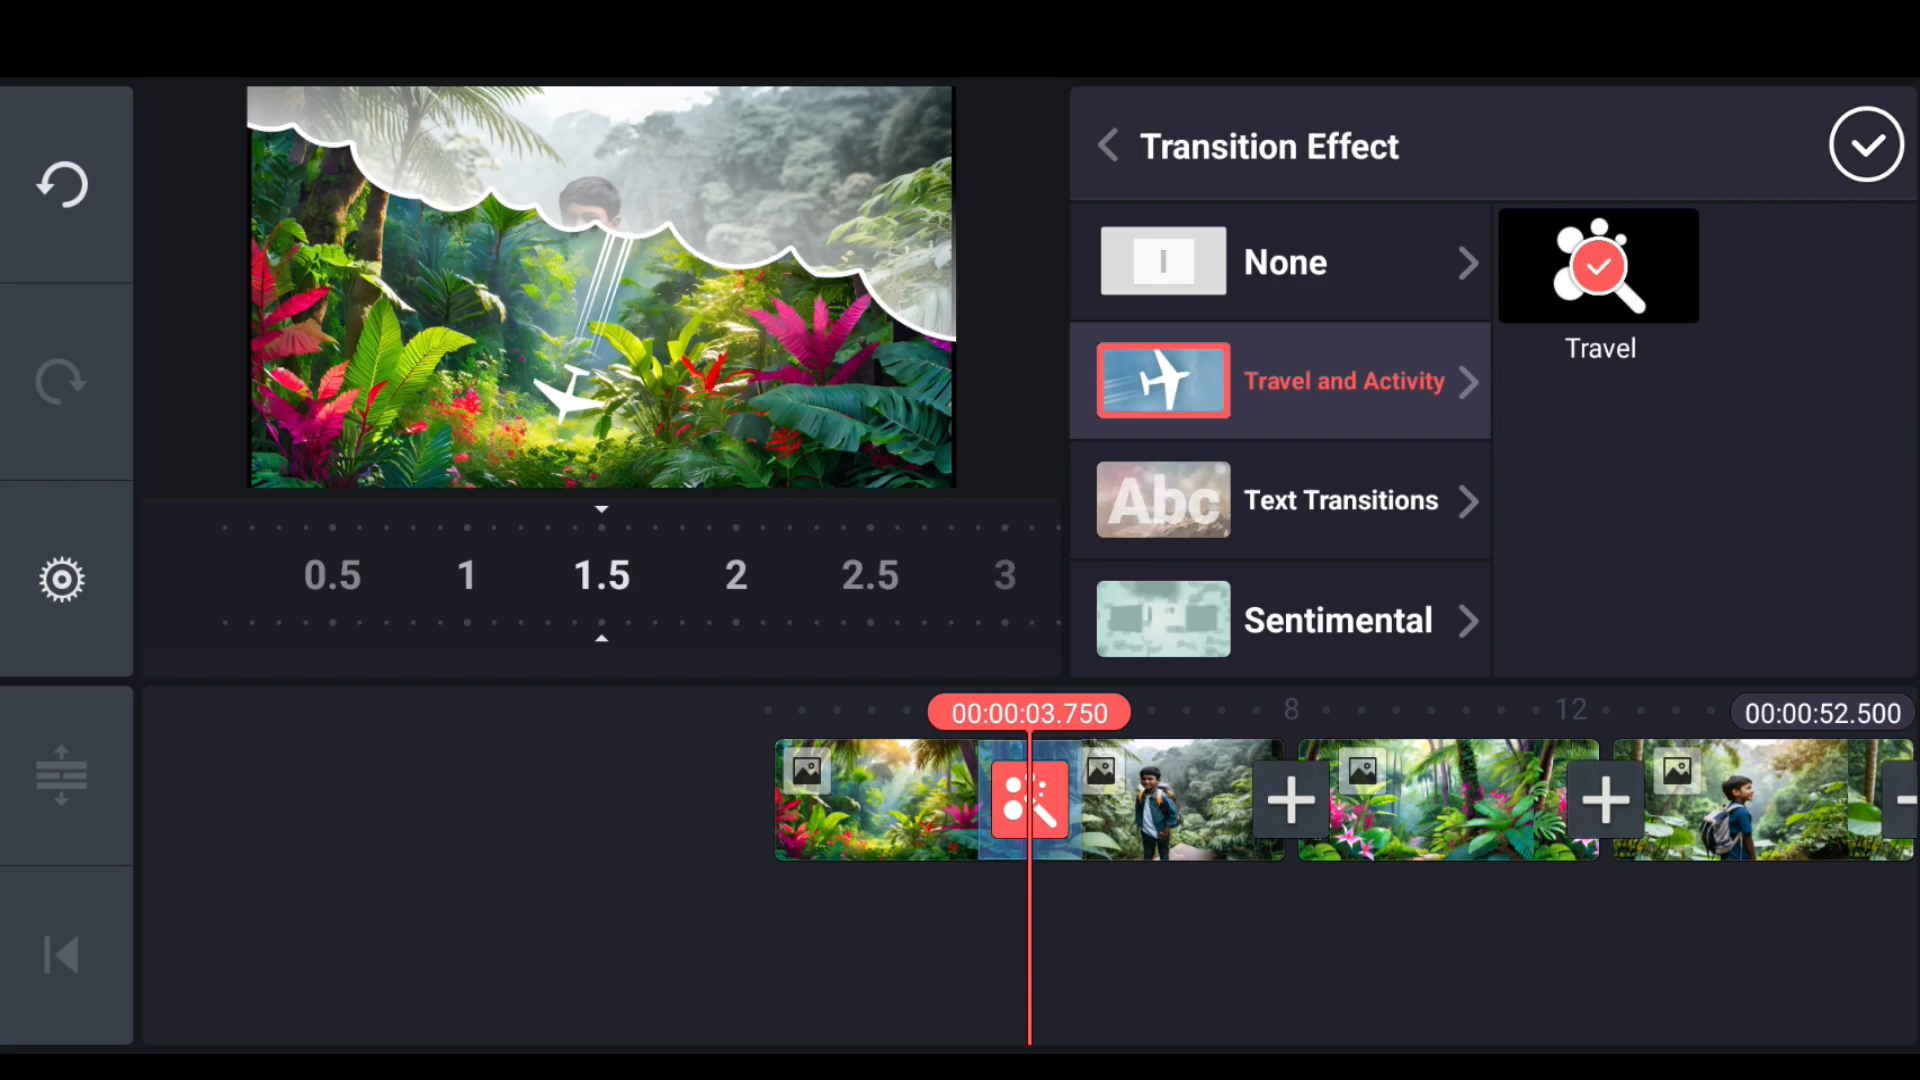 Transition Effect
None
Travel and Activity
Abc
Text Transitions
Sentimental
Travel
0.5 1 1.5 2 2.5 3
00:00:03.750 8 12 00:00:52.500